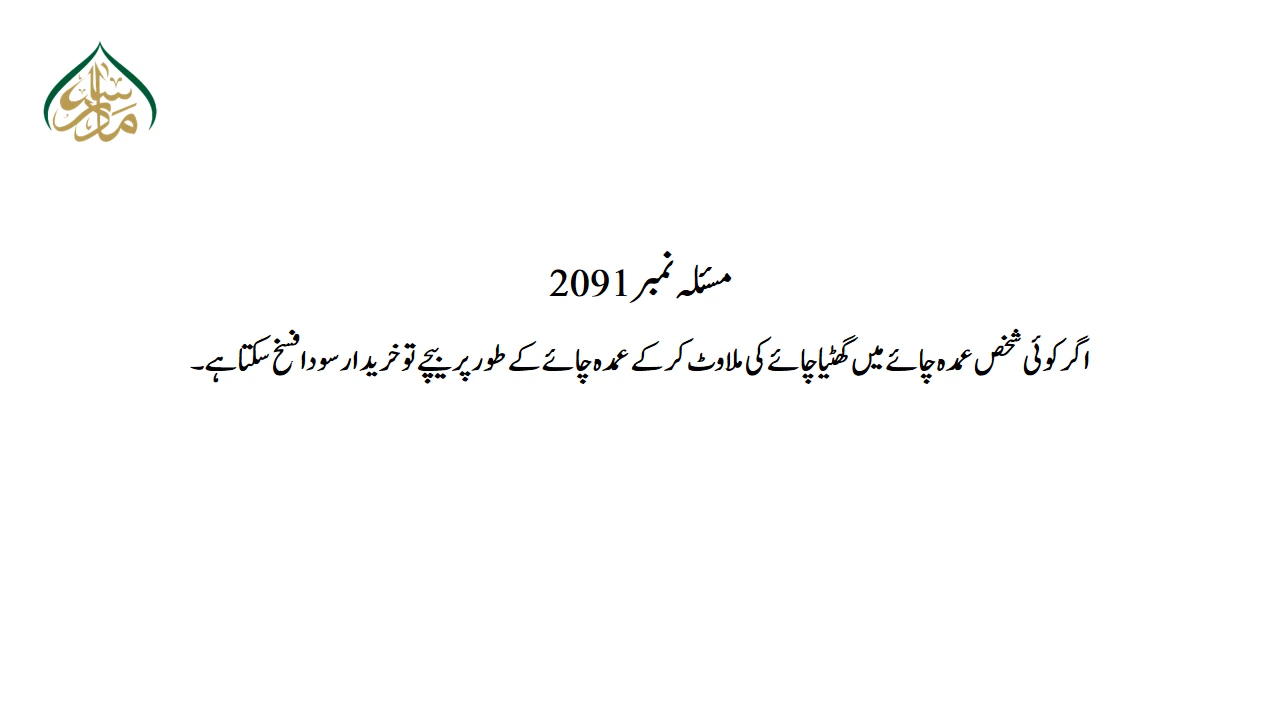 مسئلہ نمبر 2091
اگر کوئی شخص عمدہ چائے میں گھٹیا چائے کی ملاوٹ کر کے عمدہ چائے کے طور پر بیچے تو خریدار سودا فسخ سکتا ہے۔